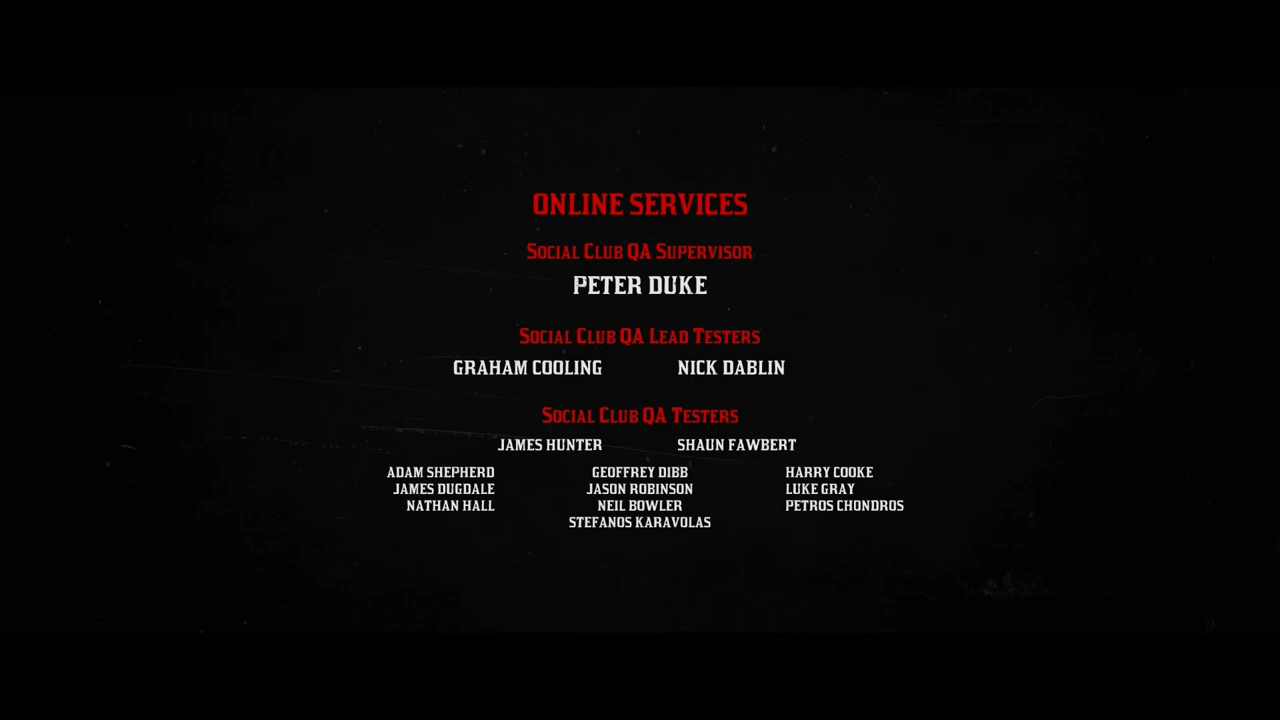 ONLINE SERVICES
SOCIAL CLUB QA SUPERVISOR
PETER DUKE
SOCIAL CLUB QA LEAD TESTERS
GRAHAM COOLING NICK DABLIN
SOCIAL CLUB QA TESTERS
JAMES HUNTER SHAUN FAWBERT
ADAM SHEPHERD GEOFFREY DIBB HARRY COOKE
JAMES DUGDALE JASON ROBINSON LUKE GRAY
NATHAN HALL NEIL BOWLER PETROS CHONDROS
STEFANOS KARAVOLAS